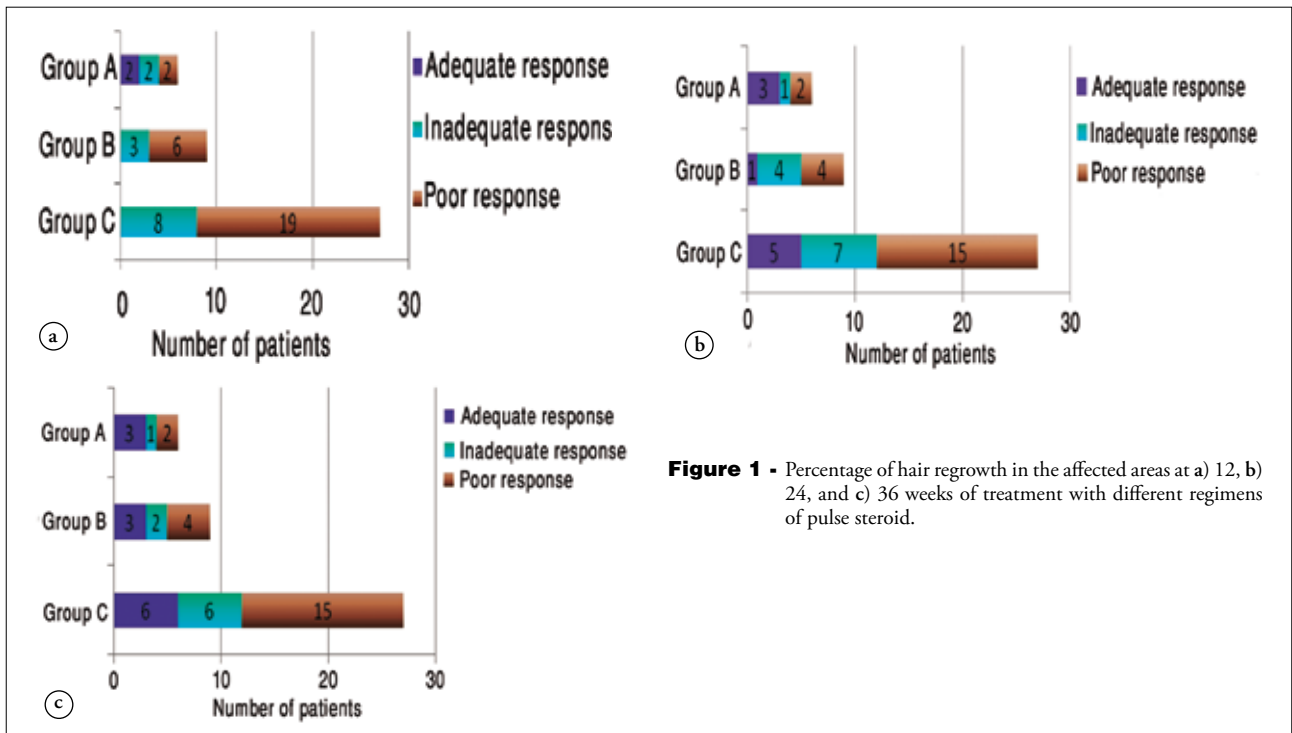 Group A 2 2 2
Group B 3 6
Group C 8 19
0 10 20 30
Number of patients
Adequate response
Inadequate respons
Poor response
a
Group A 3 1 2
Group B 1 4 4
Group C 5 7 15
0 10 20 30
Number of patients
Adequate response
Inadequate response
Poor response
b
Group A 3 1 2
Group B 3 2 4
Group C 6 6 15
0 10 20 30
Number of patients
Adequate response
Inadequate response
Poor response
c
Figure 1 - Percentage of hair regrowth in the affected areas at a) 12, b)
24, and c) 36 weeks of treatment with different regimens
of pulse steroid.